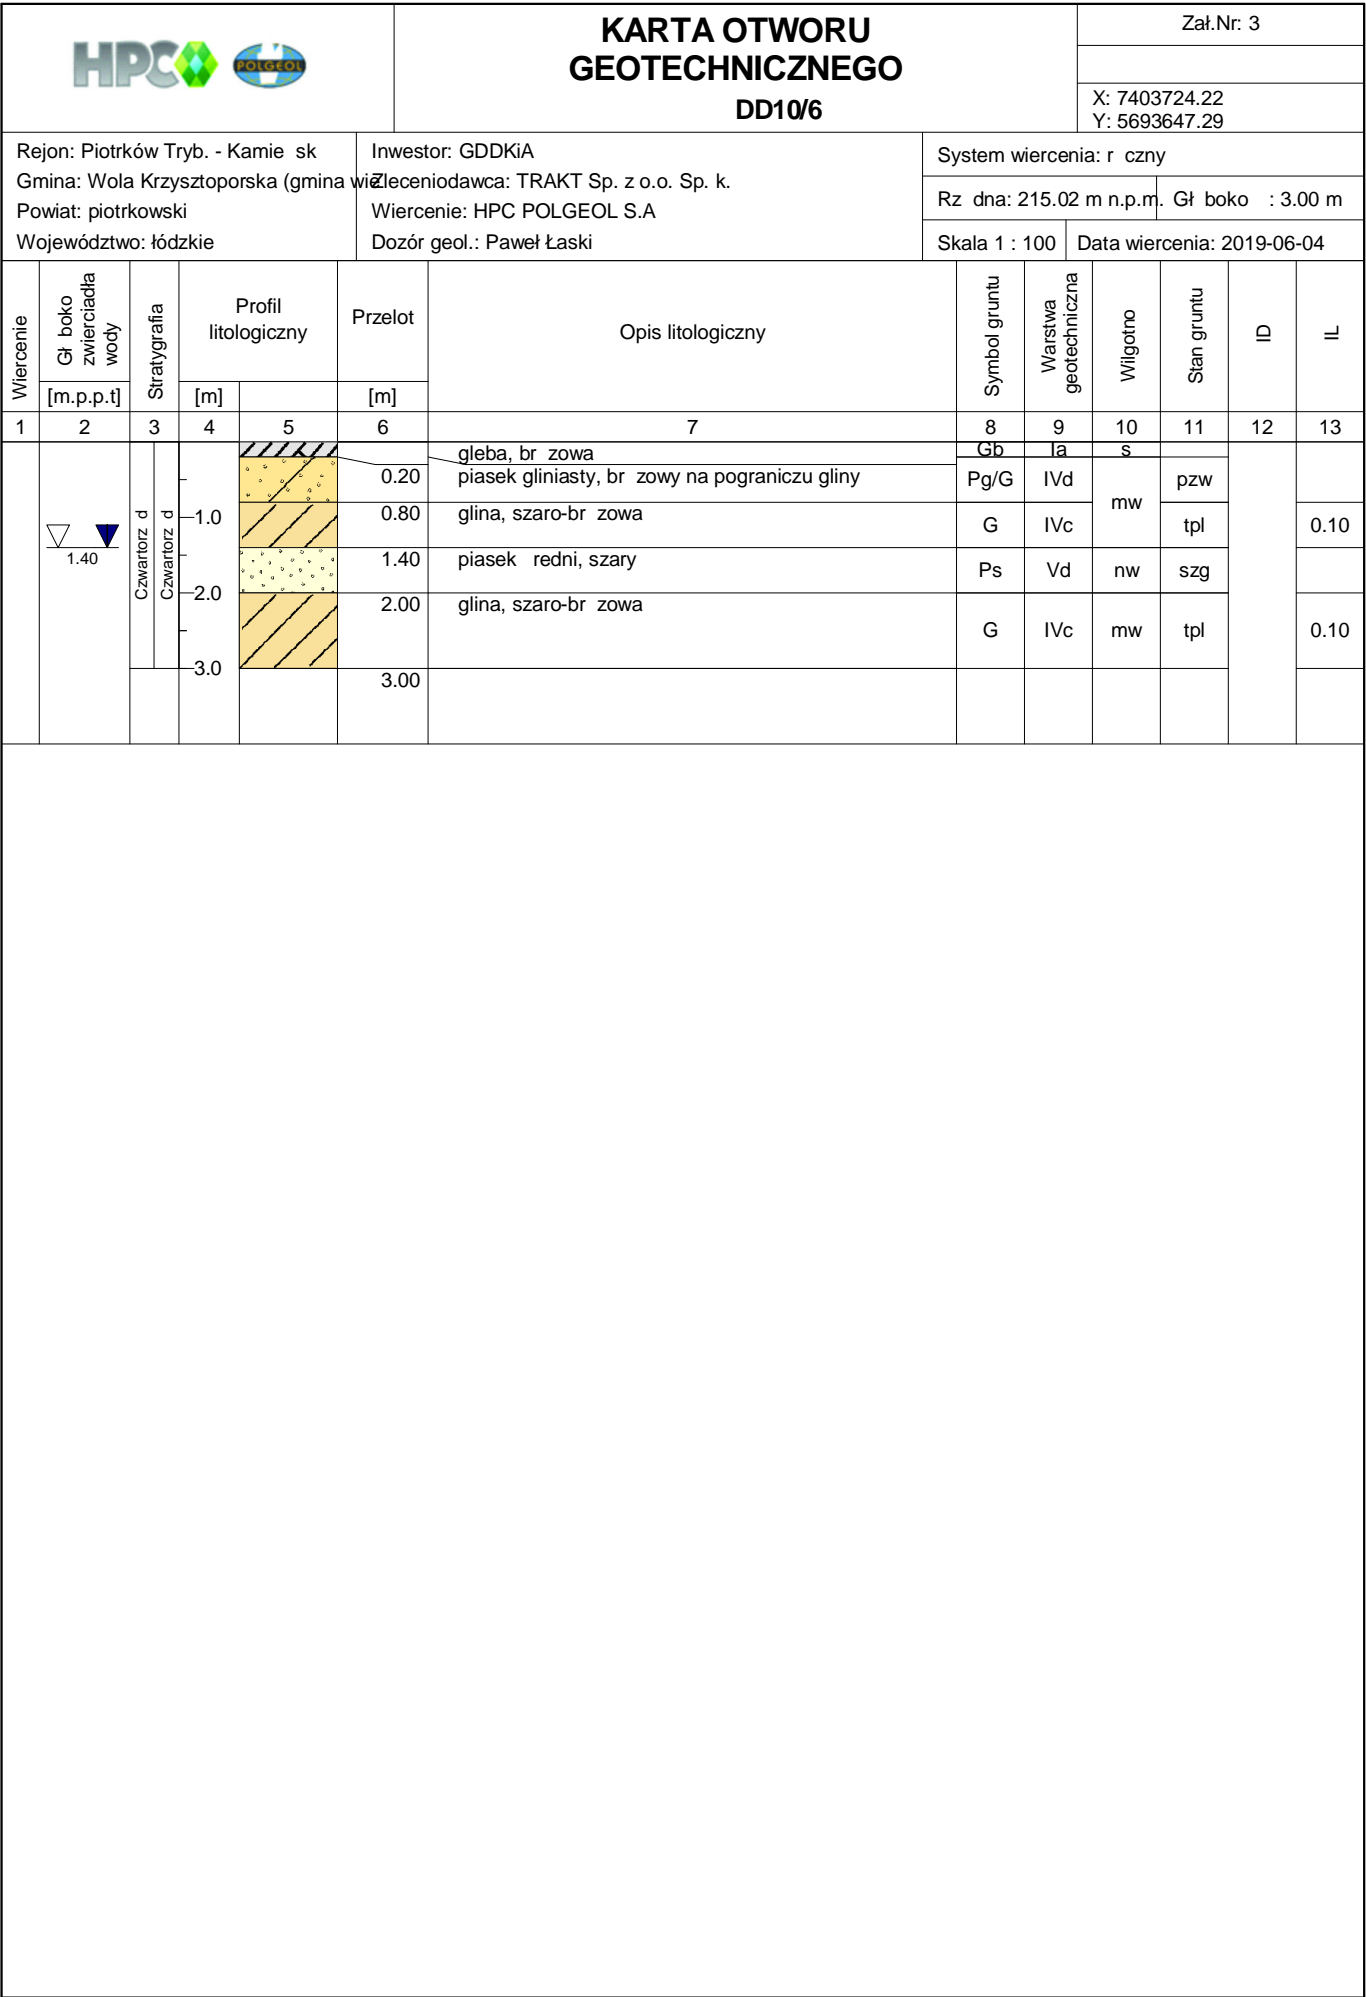 HPC POLGEOL
KARTA OTWORU
GEOTECHNICZNEGO
DD10/6
Zał.Nr: 3
X: 7403724.22
Y: 5693647.29
Rejon: Piotrków Tryb. - Kamie sk
Gmina: Wola Krzysztoporska (gmina wie
Powiat: piotrkowski
Województwo: łódzkie
Inwestor: GDDKiA
Zleceniodawca: TRAKT Sp. z o.o. Sp. k.
Wiercenie: HPC POLGEOL S.A
Dozór geol.: Paweł Łaski
System wiercenia: r czny
Rz dna: 215.02 m n.p.m. Gł boko : 3.00 m
Skala 1 : 100 Data wiercenia: 2019-06-04
Wiercenie
Gł boko
zwierciadła
wody
[m.p.p.t]
Stratygrafia
Profil
litologiczny
[m]
Przelot
[m]
Opis litologiczny
Symbol gruntu
Warstwa
geotechniczna
Wilgotno
Stan gruntu
ID
IL
1 2 3 4 5 6 7 8 9 10 11 12 13
gleba, br zowa Gb Ia s
0.20 piasek gliniasty, br zowy na pograniczu gliny Pg/G IVd mw pzw
1.0 0.80 glina, szaro-br zowa G IVc tpl 0.10
1.40
Czwartorz d
Czwartorz d
1.40 piasek redni, szary Ps Vd nw szg
2.0 2.00 glina, szaro-br zowa G IVc mw tpl 0.10
3.0 3.00